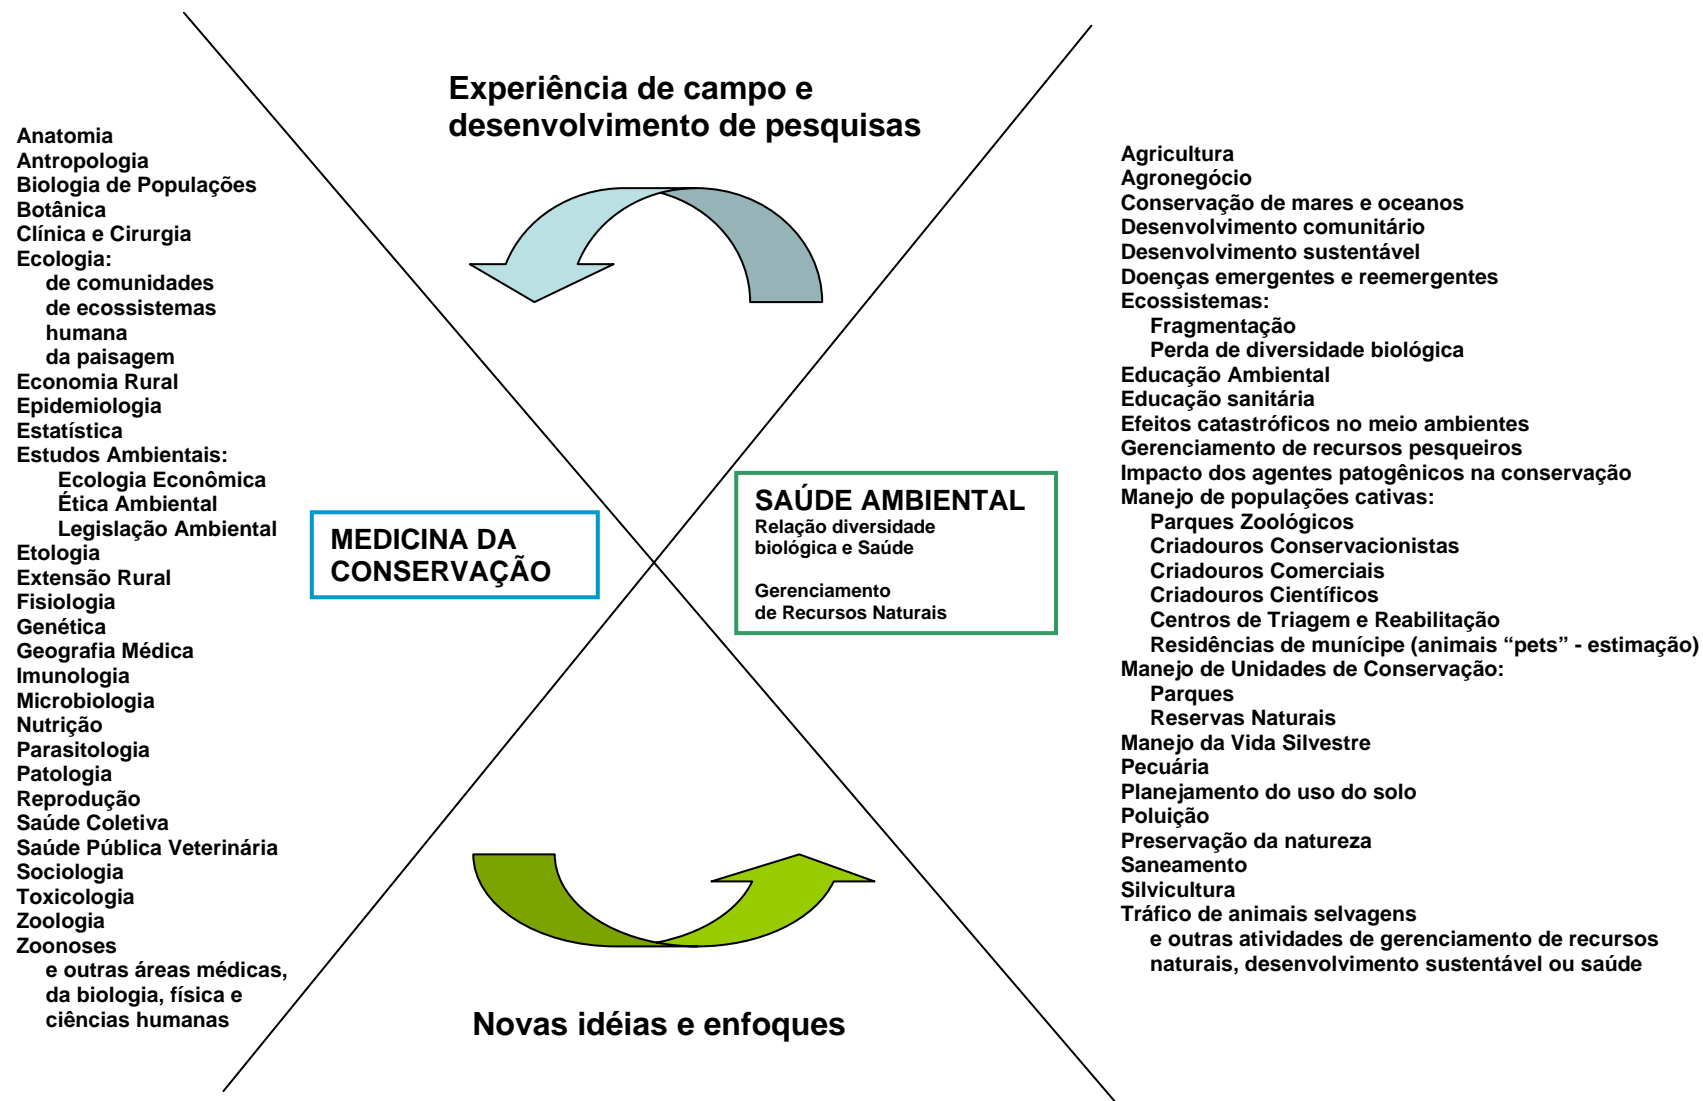 Experiência de campo e
desenvolvimento de pesquisas
Anatomia
Antropologia
Biologia de Populações
Botânica
Clínica e Cirurgia
Ecologia:
de comunidades
de ecossistemas
humana
da paisagem
Economia Rural
Epidemiologia
Estatística
Estudos Ambientais:
Ecologia Econômica
Ética Ambiental
Legislação Ambiental
Etologia
Extensão Rural
Fisiologia
Genética
Geografia Médica
Imunologia
Microbiologia
Nutrição
Parasitologia
Patologia
Reprodução
Saúde Coletiva
Saúde Pública Veterinária
Sociologia
Toxicologia
Zoologia
Zoonoses
e outras áreas médicas,
da biologia, física e
ciências humanas
MEDICINA DA
CONSERVAÇÃO
SAÚDE AMBIENTAL
Relação diversidade
biológica e Saúde
Gerenciamento
de Recursos Naturais
Agricultura
Agronegócio
Conservação de mares e oceanos
Desenvolvimento comunitário
Desenvolvimento sustentável
Doenças emergentes e reemergentes
Ecossistemas:
Fragmentação
Perda de diversidade biológica
Educação Ambiental
Educação sanitária
Efeitos catastróficos no meio ambientes
Gerenciamento de recursos pesqueiros
Impacto dos agentes patogênicos na conservação
Manejo de populações cativas:
Parques Zoológicos
Criadouros Conservacionistas
Criadouros Comerciais
Criadouros Científicos
Centros de Triagem e Reabilitação
Residências de munícipe (animais “pets” - estimação)
Manejo de Unidades de Conservação:
Parques
Reservas Naturais
Manejo da Vida Silvestre
Pecuária
Planejamento do uso do solo
Poluição
Preservação da natureza
Saneamento
Silvicultura
Tráfico de animais selvagens
e outras atividades de gerenciamento de recursos
naturais, desenvolvimento sustentável ou saúde
Novas idéias e enfoques